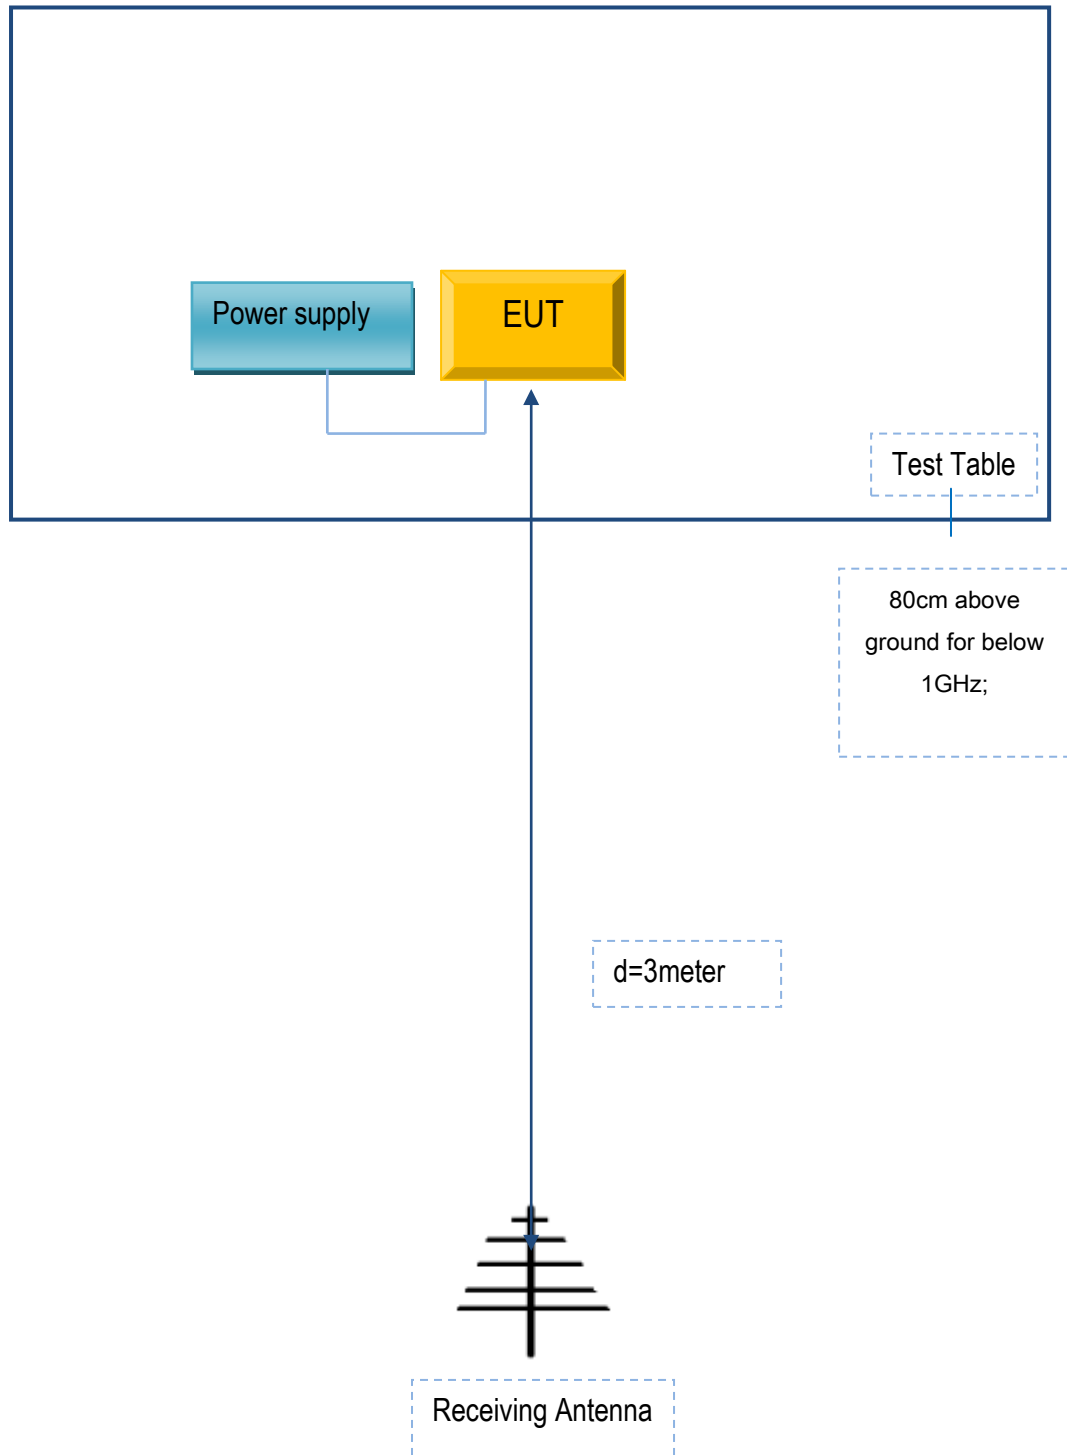 Power supply
EUT
Test Table
80cm above
ground for below
1GHz;
d=3meter
Receiving Antenna